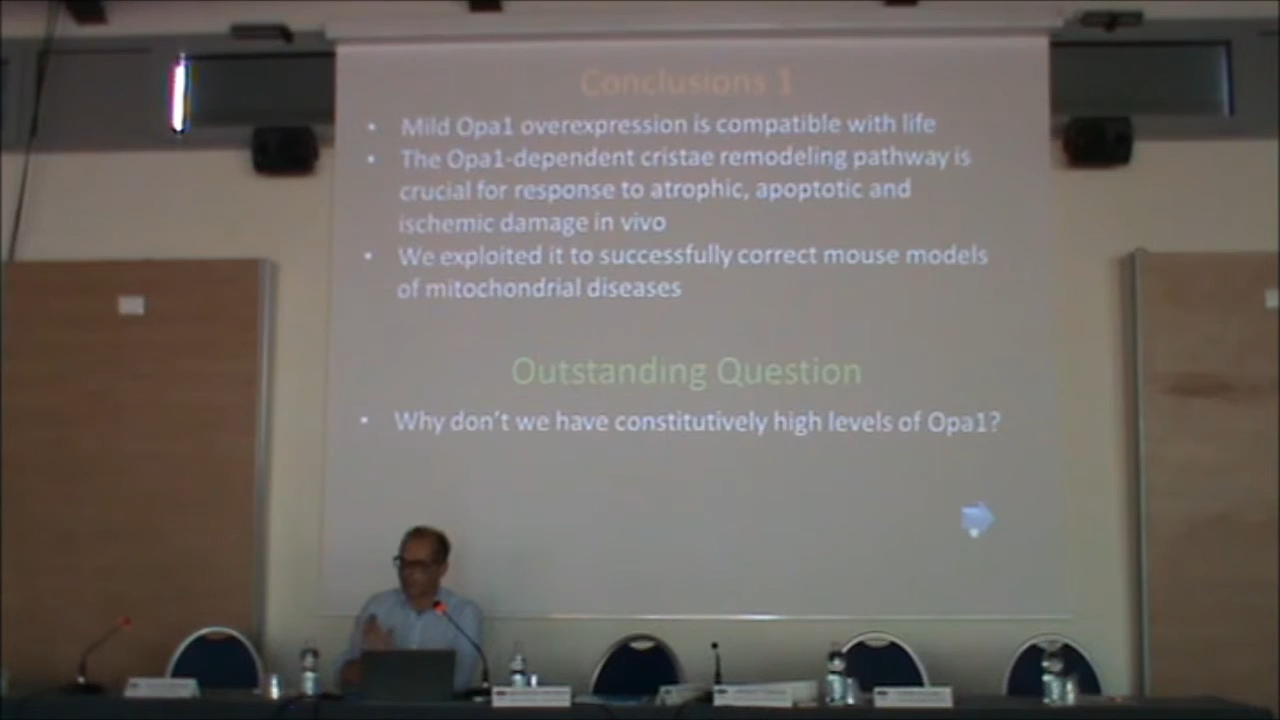 Conclusions 1
• Mild Opa1 overexpression is compatible with life
• The Opa1-dependent cristae remodeling pathway is
crucial for response to atrophic, apoptotic and
ischemic damage in vivo
• We exploited it to successfully correct mouse models
of mitochondrial diseases
Outstanding Question
• Why don't we have constitutively high levels of Opa1?